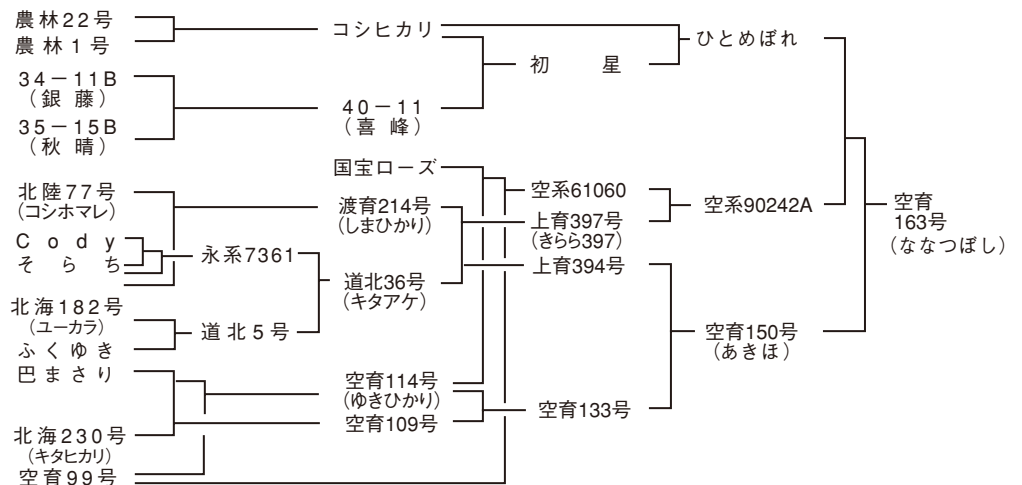 農林22号
農林1号
34−11B
（銀 藤）
35−15B
（秋 晴）
北陸77号
（コシホマレ）
Cody
そらち
北海182号
（ユーカラ）
ふくゆき
巴まさり
北海230号
（キタヒカリ）
空育99号
永系7361
道北5号
コシヒカリ
40−11
（喜 峰）
国宝ローズ
渡育214号
（しまひかり）
道北36号
（キタアケ）
空育114号
（ゆきひかり）
空育109号
初 星
空系61060
上育397号
（きらら397）
上育394号
空育133号
ひとめぼれ
空系90242A
空育150号
（あきほ）
空育
163号
（ななつぼし）